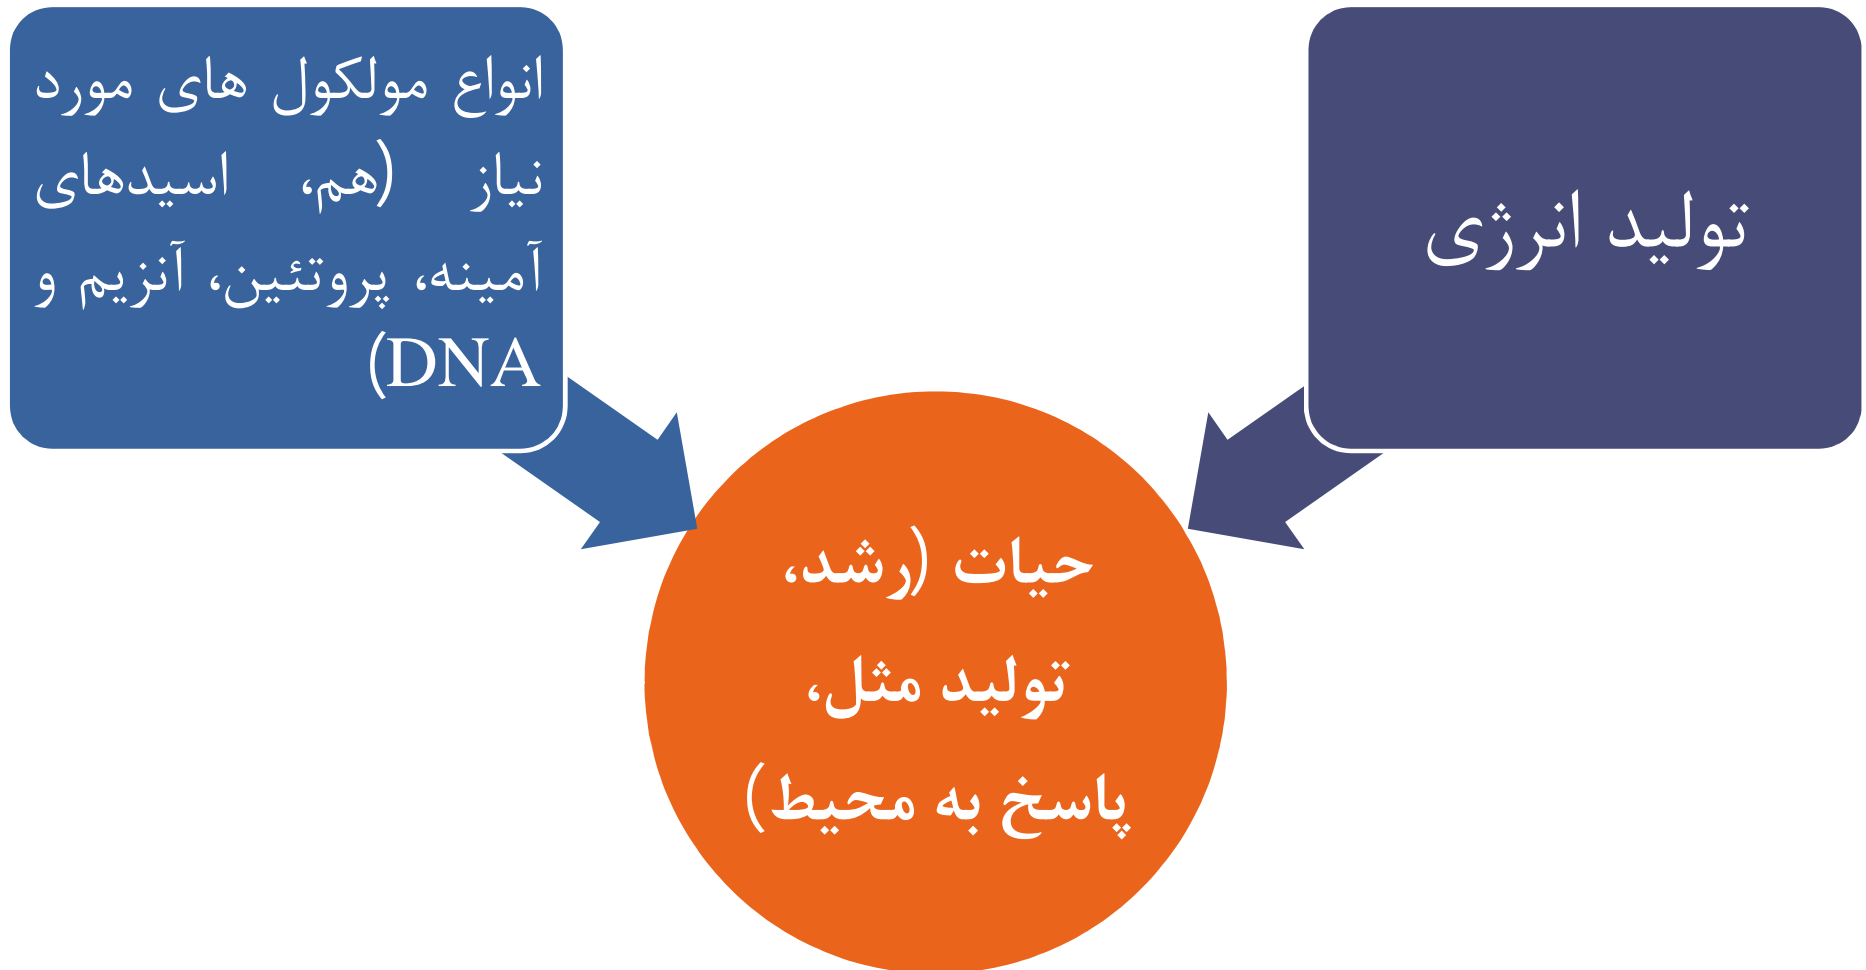 تولید انرژی
انواع مولکول های مورد
نیاز (هم، اسیدهای
آمینه، پروتئین، آنزیم و
DNA)
حیات (رشد،
تولید مثل،
پاسخ به محیط)